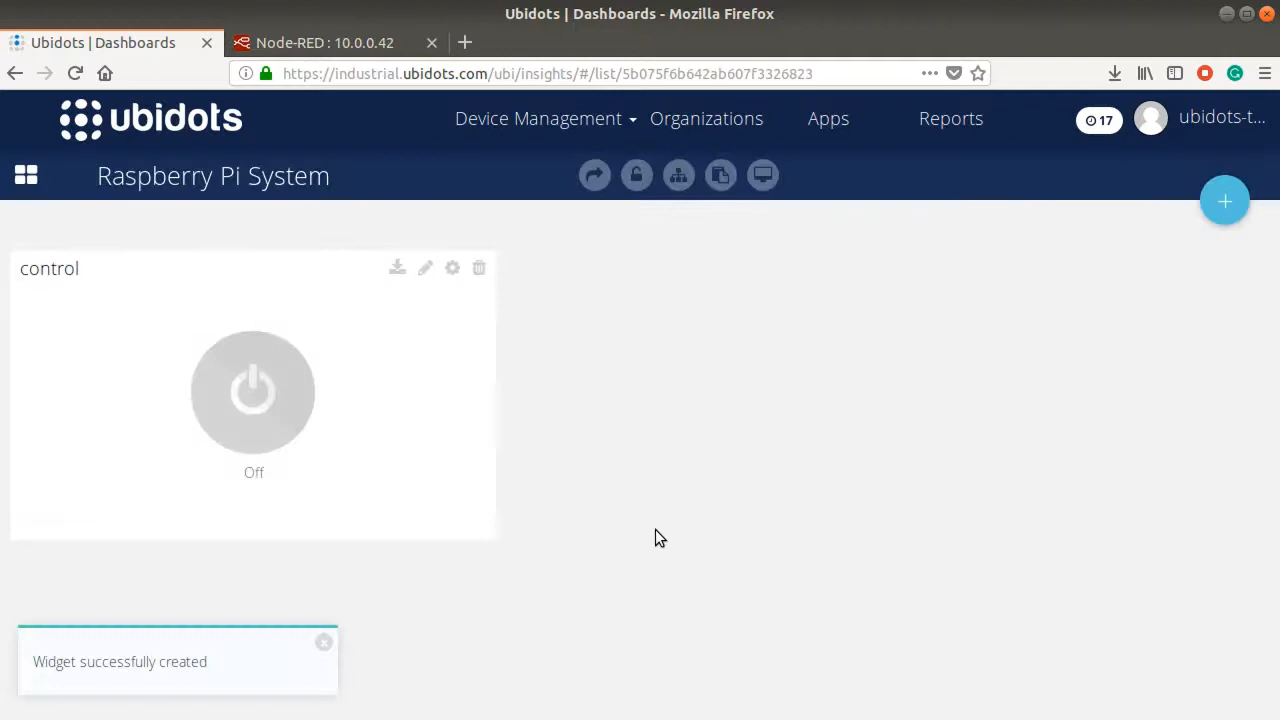 Ubidots | Dashboards - Mozilla Firefox
Ubidots | Dashboards
Node-RED : 10.0.0.42
https://industrial.ubidots.com/ubi/insights/#/list/5b075f6b642ab607f3326823
ubidots
Device Management
Organizations
Apps
Reports
17
ubidots-t...
Raspberry Pi System
control
Off
Widget successfully created